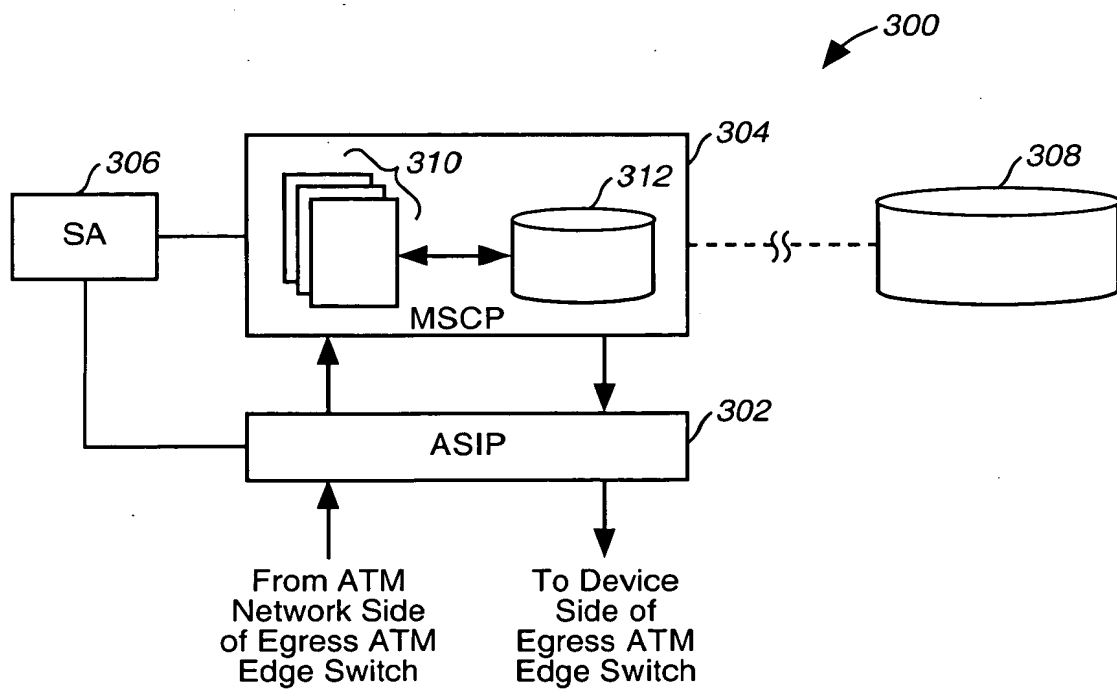 300
304
306
310
312
308
SA
MSCP
302
ASIP
From ATM
Network Side
of Egress ATM
Edge Switch
To Device
Side of
Egress ATM
Edge Switch